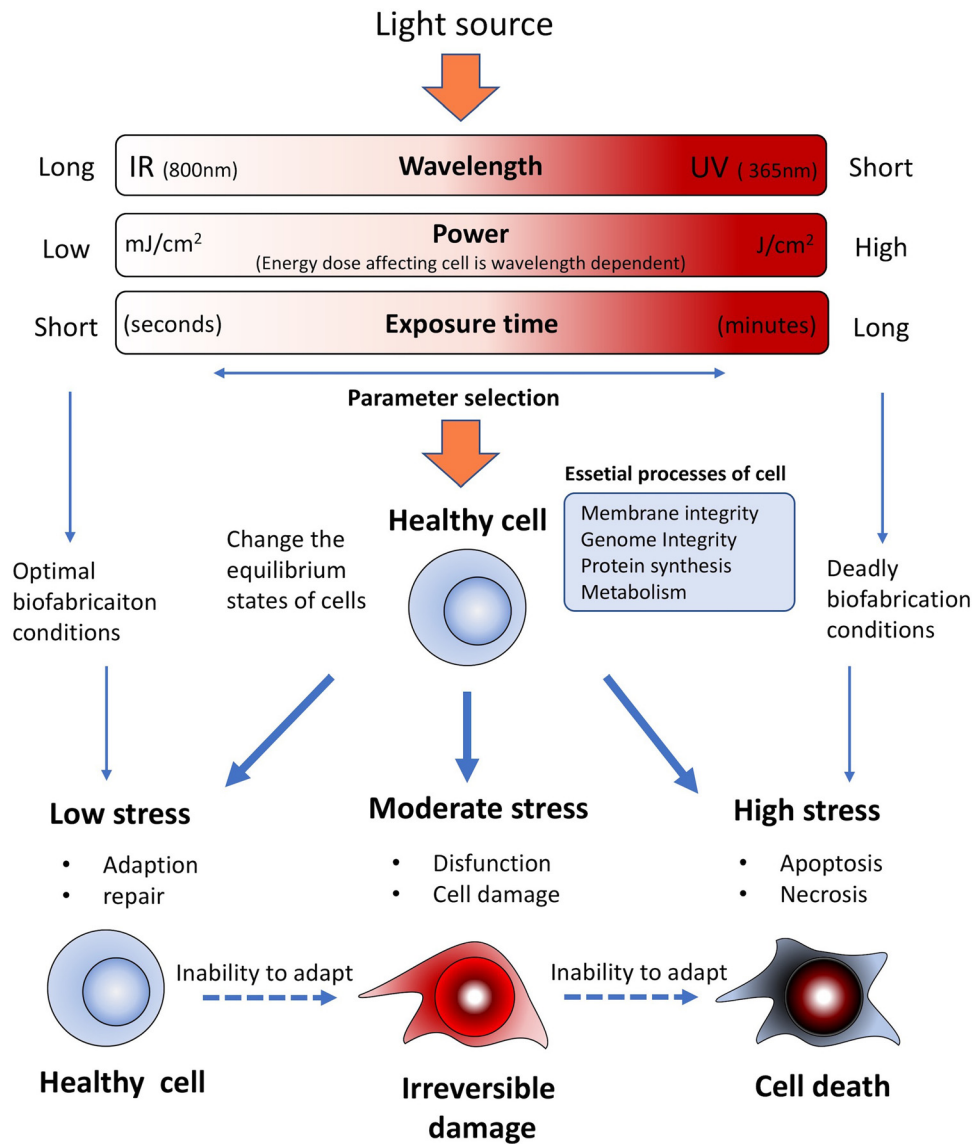 Light source
Long
IR (800nm)
Wavelength
UV ( 365nm)
Short
Low
mJ/cm²
Power
(Energy dose affecting cell is wavelength dependent)
J/cm²
High
Short
(seconds)
Exposure time
(minutes)
Long
Parameter selection
Healthy cell
Essetial processes of cell
Membrane integrity
Genome Integrity
Protein synthesis
Metabolism
Change the
equilibrium
states of cells
Optimal
biofabricaiton
conditions
Deadly
biofabrication
conditions
Low stress
• Adaption
• repair
Moderate stress
• Disfunction
• Cell damage
High stress
• Apoptosis
• Necrosis
Inability to adapt
Inability to adapt
Healthy cell
Irreversible
damage
Cell death